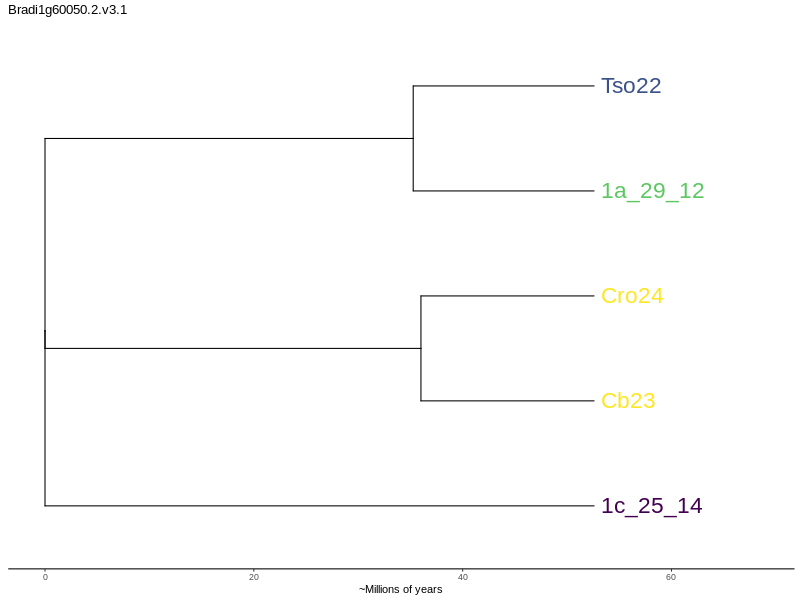 Bradi1g60050.2.v3.1
Tso22
1a_29_12
Cro24
Cb23
1c_25_14
0 20 40 60
~Millions of years